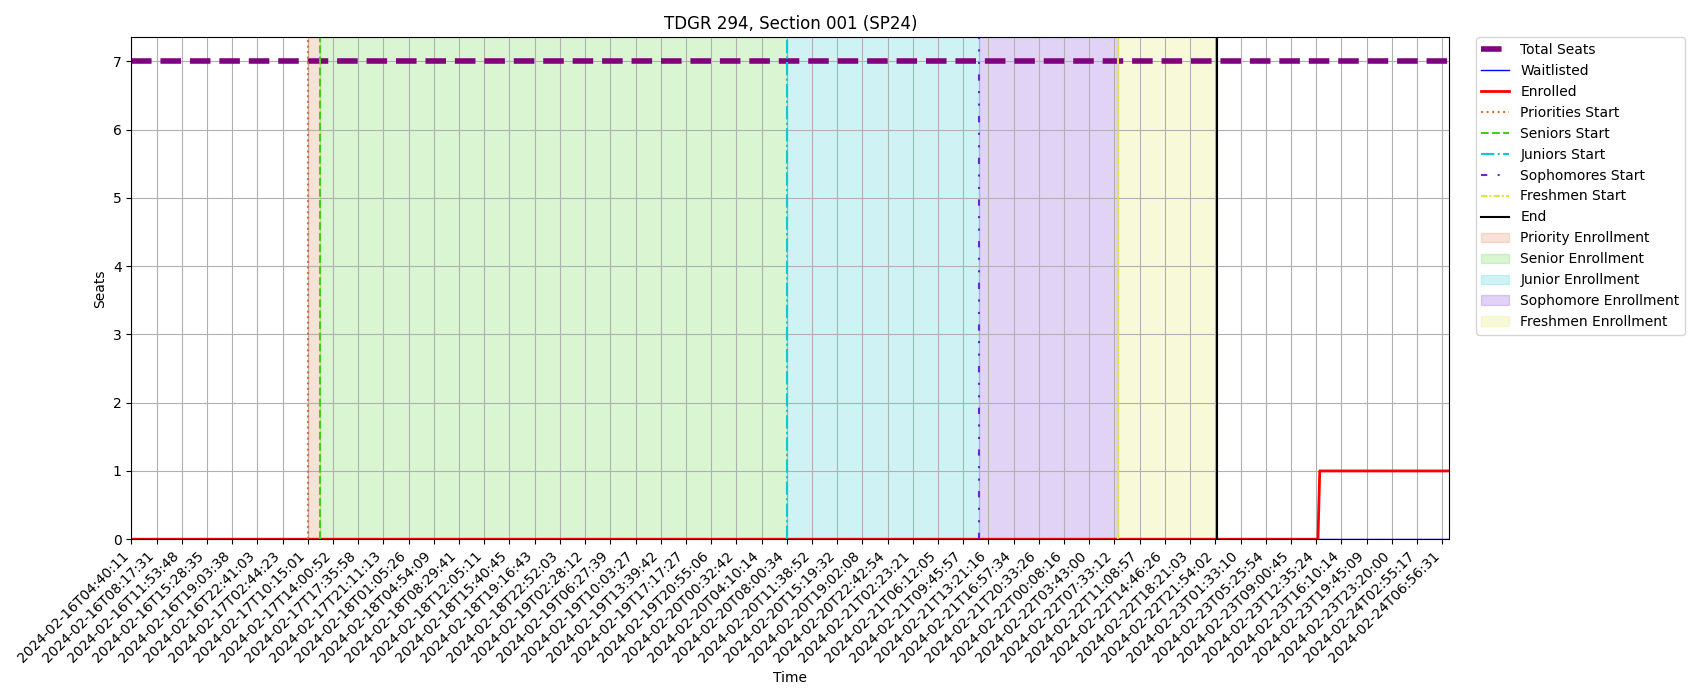 TDGR 294, Section 001 (SP24)
Seats
7
6
5
4
3
2
1
0
2024-02-16T04:40:11
2024-02-16T08:17:31
2024-02-16T11:53:48
2024-02-16T15:28:35
2024-02-16T19:03:38
2024-02-16T22:41:03
2024-02-17T02:44:23
2024-02-17T10:15:01
2024-02-17T14:00:52
2024-02-17T17:35:58
2024-02-17T21:11:13
2024-02-18T01:05:26
2024-02-18T04:54:09
2024-02-18T08:29:41
2024-02-18T12:05:11
2024-02-18T15:40:45
2024-02-18T19:16:43
2024-02-18T22:52:03
2024-02-19T02:28:12
2024-02-19T06:27:39
2024-02-19T10:03:27
2024-02-19T13:39:42
2024-02-19T17:17:27
2024-02-19T20:55:06
2024-02-20T00:32:42
2024-02-20T04:10:14
2024-02-20T08:00:34
2024-02-20T11:38:52
2024-02-20T15:19:32
2024-02-20T19:02:08
2024-02-20T22:42:54
2024-02-21T02:23:21
2024-02-21T06:12:05
2024-02-21T09:45:57
2024-02-21T13:21:16
2024-02-21T16:57:34
2024-02-21T20:33:26
2024-02-22T00:08:16
2024-02-22T03:43:00
2024-02-22T07:33:12
2024-02-22T11:08:57
2024-02-22T14:46:26
2024-02-22T18:21:03
2024-02-22T21:54:02
2024-02-23T01:33:10
2024-02-23T05:25:54
2024-02-23T09:00:45
2024-02-23T12:35:24
2024-02-23T16:10:14
2024-02-23T19:45:09
2024-02-23T23:20:00
2024-02-24T02:55:17
2024-02-24T06:56:31
Time
Total Seats
Waitlisted
Enrolled
Priorities Start
Seniors Start
Juniors Start
Sophomores Start
Freshmen Start
End
Priority Enrollment
Senior Enrollment
Junior Enrollment
Sophomore Enrollment
Freshmen Enrollment